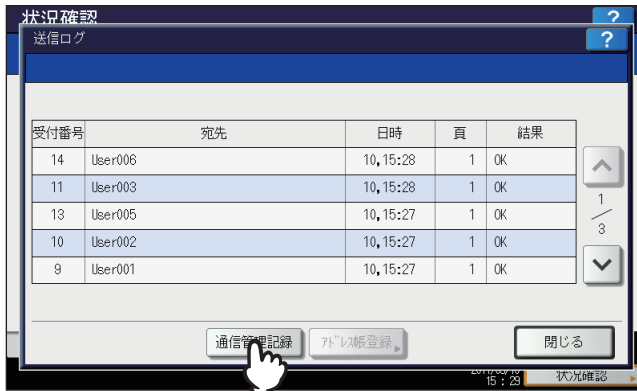 状況確認 ?
送信ログ ?
受付番号 宛先 日時 頁 結果
14 User006 10,15:28 1 OK
11 User003 10,15:28 1 OK
13 User005 10,15:27 1 OK
10 User002 10,15:27 1 OK
9 User001 10,15:27 1 OK
1
3
通信管理記録 ｱﾄﾞﾚｽ帳登録 閉じる
15：29 状況確認